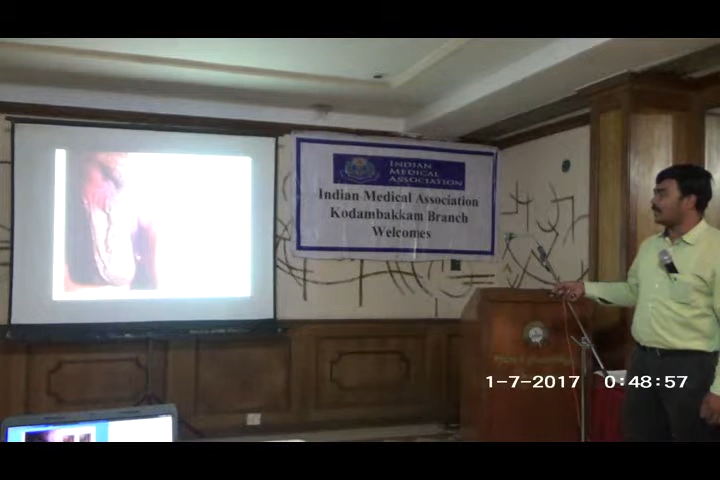 INDIAN
MEDICAL
ASSOCIATION
Indian Medical Association
Kodambakkam Branch
Welcomes
1-7-2017 0:48:57